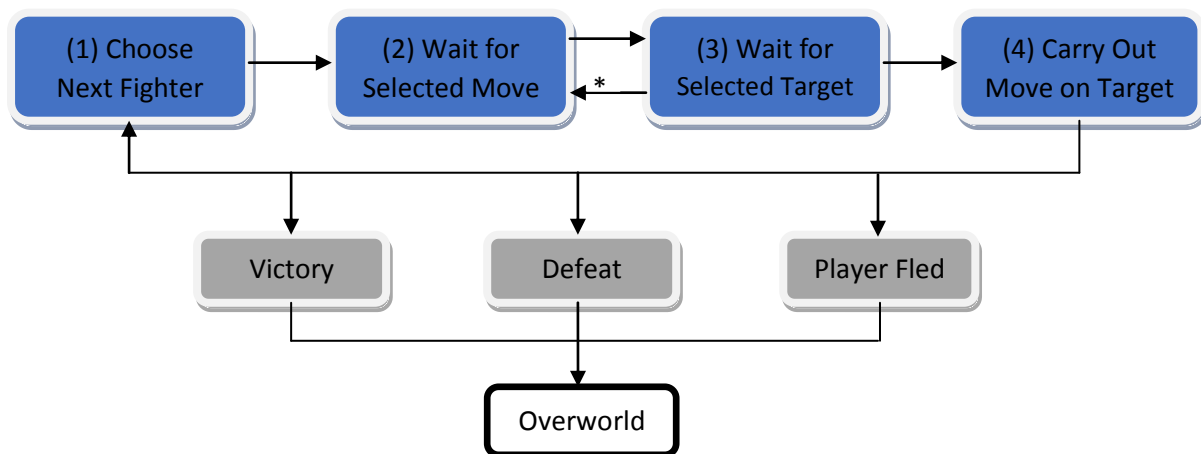 (1) Choose
Next Fighter
(2) Wait for
Selected Move
(3) Wait for
Selected Target
(4) Carry Out
Move on Target
*
Victory
Defeat
Player Fled
Overworld